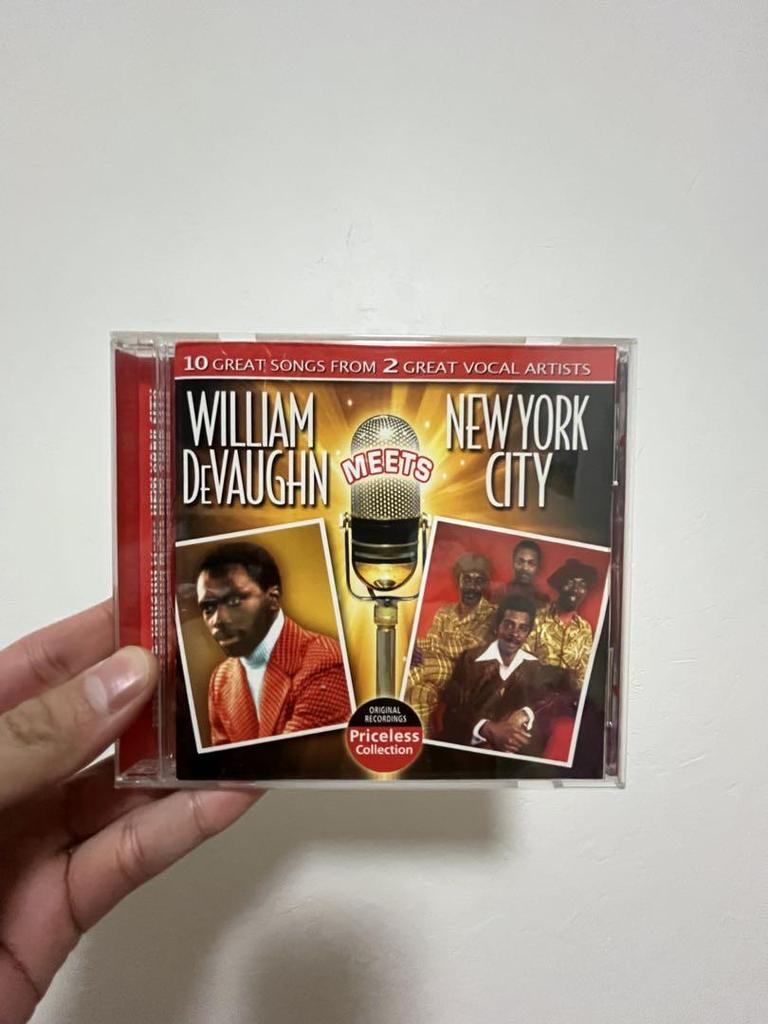 10 GREAT SONGS FROM 2 GREAT VOCAL ARTISTS
WILLIAM
DeVAUGHN
MEETS
NEW YORK
CITY
ORIGINAL
RECORDINGS
Priceless
Collection